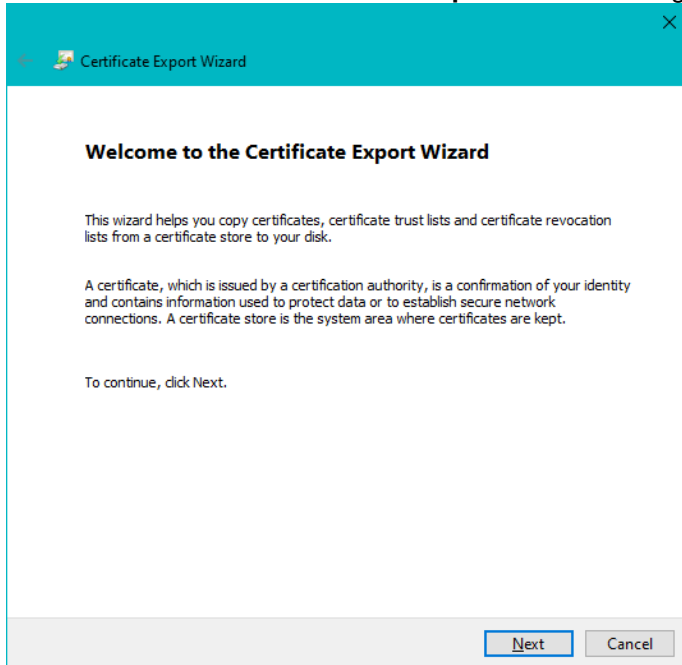 Certificate Export Wizard
Welcome to the Certificate Export Wizard
This wizard helps you copy certificates, certificate trust lists and certificate revocation
lists from a certificate store to your disk.
A certificate, which is issued by a certification authority, is a confirmation of your identity
and contains information used to protect data or to establish secure network
connections. A certificate store is the system area where certificates are kept.
To continue, click Next.
Next Cancel